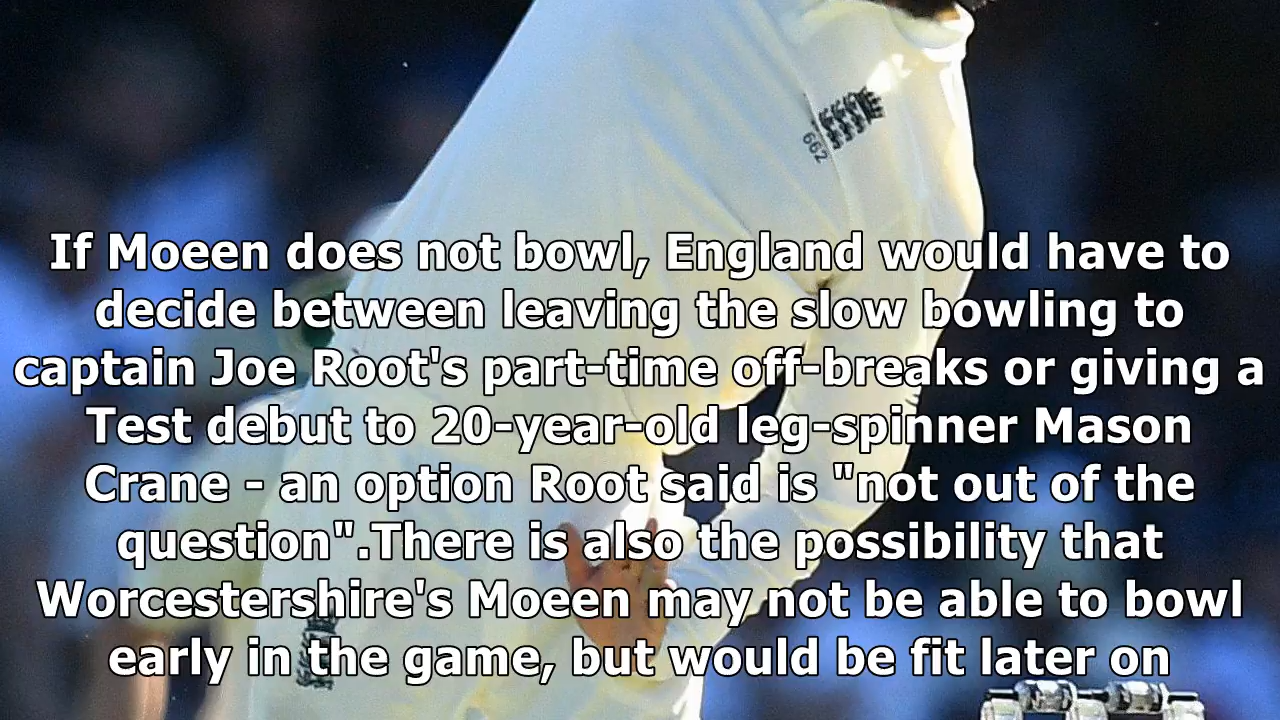 662
If Moeen does not bowl, England would have to
decide between leaving the slow bowling to
captain Joe Root's part-time off-breaks or giving a
Test debut to 20-year-old leg-spinner Mason
Crane - an option Root said is "not out of the
question".There is also the possibility that
Worcestershire's Moeen may not be able to bowl
early in the game, but would be fit later on